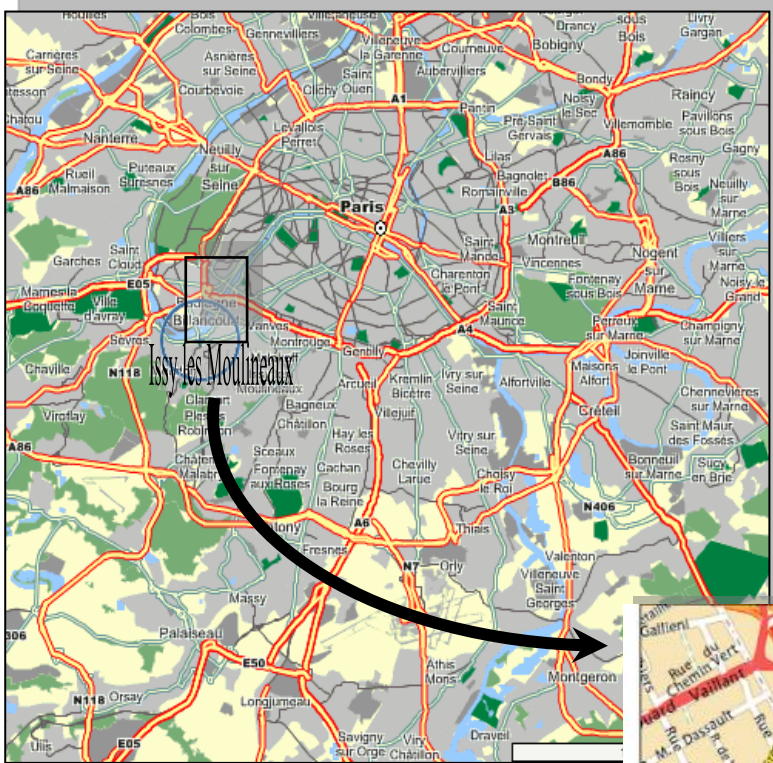 Bois
Colombes
Gennevilliers
Villeneuve
la Garenne
Courneuve
Drancy
Bobigny
sous
Bois
Livry
Gargan
Carrières
sur Seine
Asnières
sur Seine
Saint
Ouen
Aubervilliers
Bondy
Courbevoie
Clichy
A1
Pantin
Noisy
le Sec
Raincy
Levallois
Perret
Pré-Saint
Gervais
Villemomble
Pavillons
sous Bois
Nanterre
Neuilly
sur
Seine
Lilas
Bagnolet
Romainville
A86
Gagny
Rosny
sous
Bois
Neuilly
sur
Marne
A86
Rueil
Malmaison
Puteaux
Suresnes
B86
Paris
A3
Garches
Saint
Cloud
Saint
Mandé
Montreuil
Vincennes
Nogent
sur
Marne
Villiers
sur
Marne
Charenton
le Pont
Fontenay
sous Bois
Noisy le
Grand
E05
Marnes la
Coquette
Ville
d'avray
Boulogne
Billancourt
Saint
Maurice
A4
Perreux
sur Marne
Champigny
sur Marne
Sèvres
Vanves
Montrouge
Gentilly
Joinville
le Pont
Issy les Moulineaux
Chaville
N118
Arcueil
Kremlin
Bicêtre
Ivry sur
Seine
Alfortville
Maisons
Alfort
Chennevières
sur Marne
Viroflay
Clamart
Plessis
Robinson
Bagneux
Châtillon
Villejuif
Créteil
Saint Maur
des Fossés
A86
Sceaux
Fontenay
aux Roses
Hay les
Roses
Vitry sur
Seine
Cachan
Bourg
la Reine
Chevilly
Larue
Choisy
le Roi
Bonneuil
sur Marne
Sucy
en Brie
N406
A6
Thiais
Fresnes
Valenton
N7
Orly
Villeneuve
Saint
Georges
Massy
306
Palaiseau
E50
Athis
Mons
Montgeron
N118
Orsay
Longjumeau
Ulis
E05
Savigny
sur Orge
Viry
Châtillon
Draveil
Gallieni
Rue du
Chemin Vert
Vaillant
M. Dassault
Rue
R. de
Rue